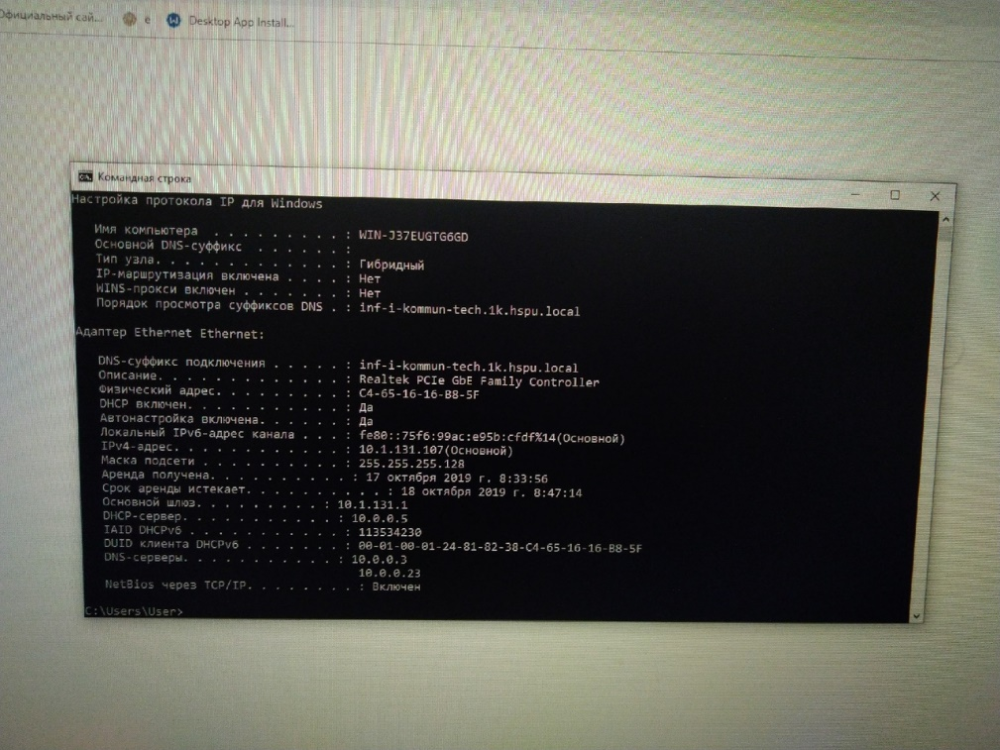 Официальный сай...
e
Desktop App Install...
Командная строка
Настройка протокола IP для Windows
Имя компьютера . . . . . . . . . : WIN-J37EUGTG6GD
Основной DNS-суффикс . . . . . . :
Тип узла. . . . . . . . . . . . . : Гибридный
IP-маршрутизация включена . . . . : Нет
WINS-прокси включен . . . . . . . : Нет
Порядок просмотра суффиксов DNS . : inf-i-kommun-tech.1k.hspu.local
Адаптер Ethernet Ethernet:
DNS-суффикс подключения . . . . . : inf-i-kommun-tech.1k.hspu.local
Описание. . . . . . . . . . . . . : Realtek PCIe GbE Family Controller
Физический адрес. . . . . . . . . : C4-65-16-16-B8-5F
DHCP включен. . . . . . . . . . . : Да
Автонастройка включена. . . . . . : Да
Локальный IPv6-адрес канала . . . : fe80::75f6:99ac:e95b:cfdf%14(Основной)
IPv4-адрес. . . . . . . . . . . . : 10.1.131.107(Основной)
Маска подсети . . . . . . . . . . : 255.255.255.128
Аренда получена. . . . . . . . . . : 17 октября 2019 г. 8:33:56
Срок аренды истекает. . . . . . . . . . : 18 октября 2019 г. 8:47:14
Основной шлюз. . . . . . . . . : 10.1.131.1
DHCP-сервер. . . . . . . . . . . : 10.0.0.5
IAID DHCPv6 . . . . . . . . . . . : 113534230
DUID клиента DHCPv6 . . . . . . . : 00-01-00-01-24-81-82-38-C4-65-16-16-B8-5F
DNS-серверы. . . . . . . . . . . : 10.0.0.3
10.0.0.23
NetBios через TCP/IP. . . . . . . . : Включен
C:\Users\User>